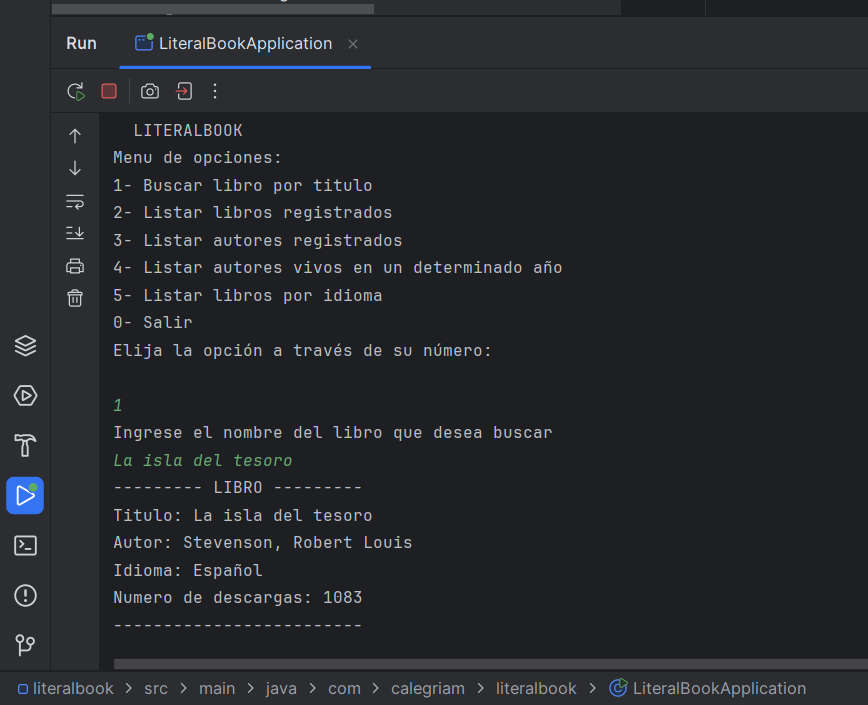 Run LiteralBookApplication
LITERALBOOK
Menu de opciones:
1- Buscar libro por titulo
2- Listar libros registrados
3- Listar autores registrados
4- Listar autores vivos en un determinado año
5- Listar libros por idioma
0- Salir
Elija la opción a través de su número:
1
Ingrese el nombre del libro que desea buscar
La isla del tesoro
--------- LIBRO ---------
Titulo: La isla del tesoro
Autor: Stevenson, Robert Louis
Idioma: Español
Numero de descargas: 1083
-------------------------
literalbook > src > main > java > com > calegriam > literalbook > LiteralBookApplication